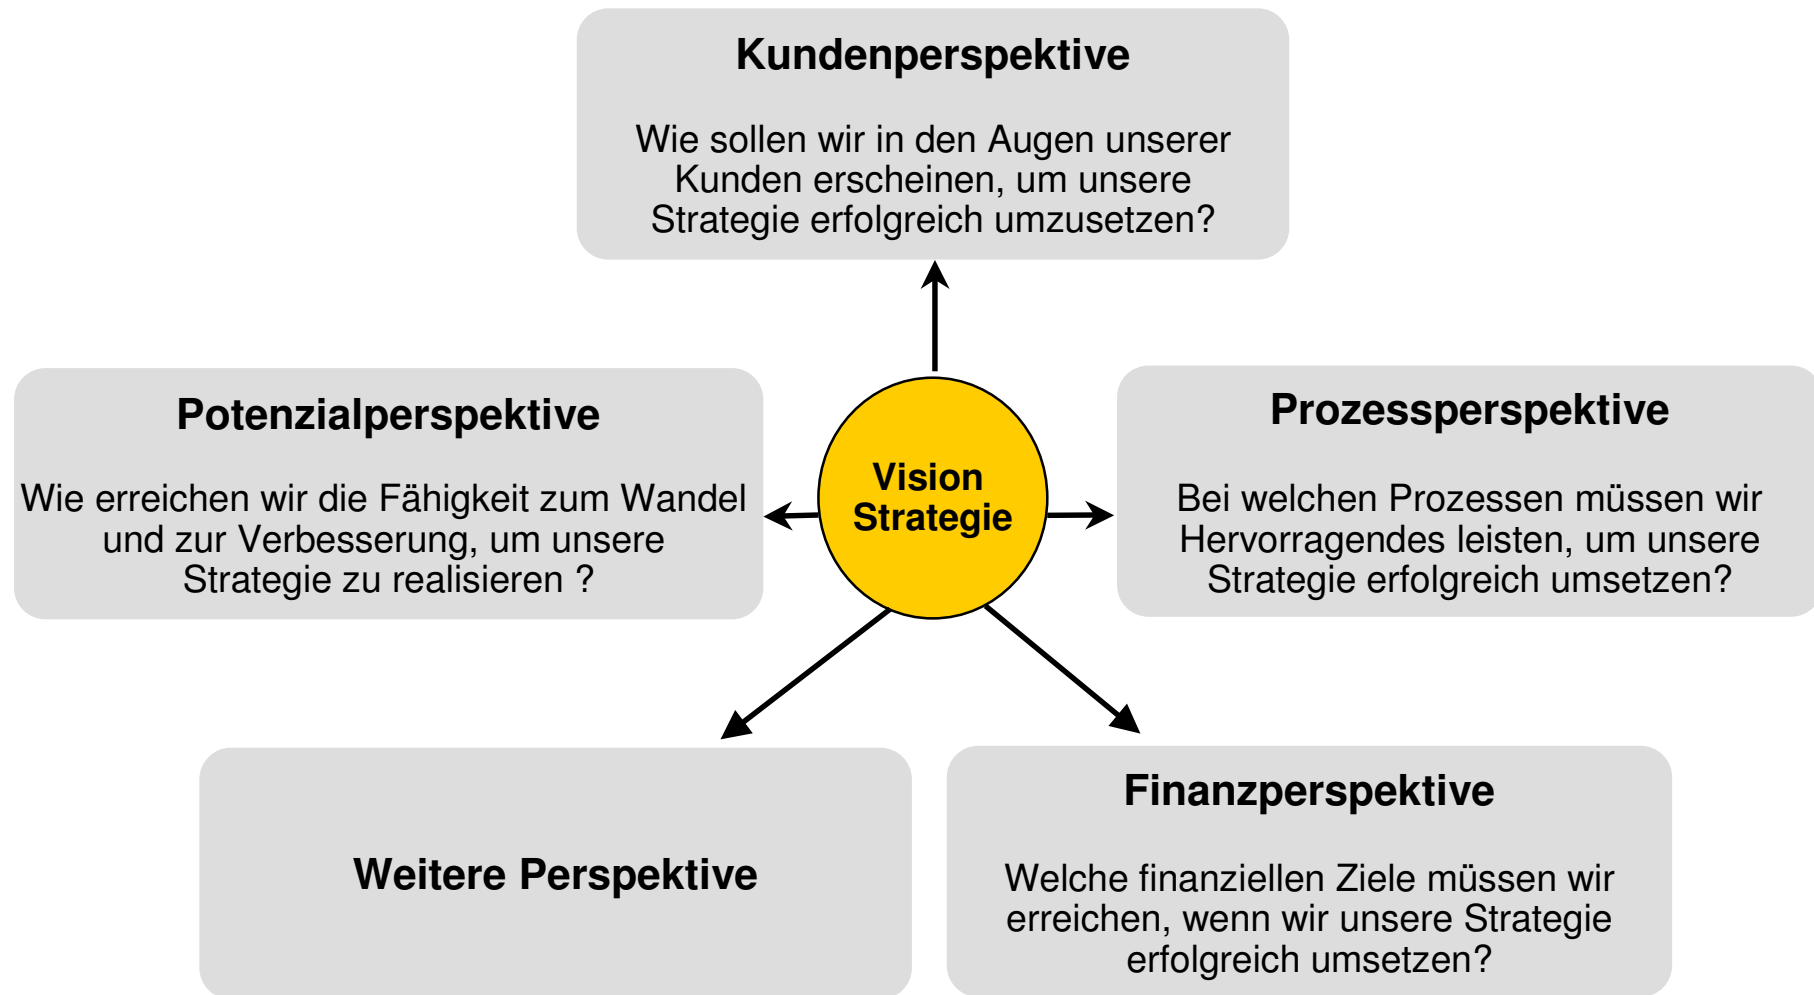 Kundenperspektive
Wie sollen wir in den Augen unserer
Kunden erscheinen, um unsere
Strategie erfolgreich umzusetzen?
Potenzialperspektive
Wie erreichen wir die Fähigkeit zum Wandel
und zur Verbesserung, um unsere
Strategie zu realisieren ?
Vision
Strategie
Prozessperspektive
Bei welchen Prozessen müssen wir
Hervorragendes leisten, um unsere
Strategie erfolgreich umsetzen?
Weitere Perspektive
Finanzperspektive
Welche finanziellen Ziele müssen wir
erreichen, wenn wir unsere Strategie
erfolgreich umsetzen?